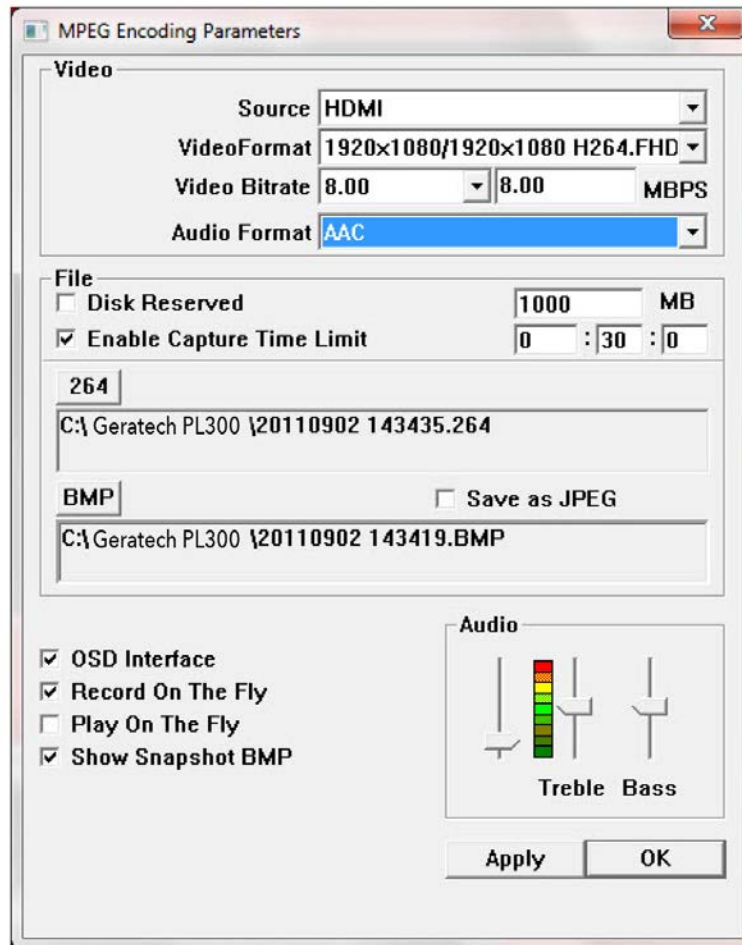 MPEG Encoding Parameters
Video
Source HDMI
VideoFormat 1920x1080/1920x1080 H264.FHD
Video Bitrate 8.00 8.00 MBPS
Audio Format AAC
File
Disk Reserved 1000 MB
Enable Capture Time Limit 0 : 30 : 0
264
C:\ Geratech PL300 \20110902 143435.264
BMP Save as JPEG
C:\ Geratech PL300 \20110902 143419.BMP
OSD Interface
Record On The Fly
Play On The Fly
Show Snapshot BMP
Audio
Treble Bass
Apply OK